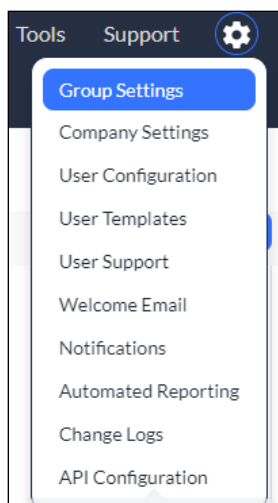 Tools Support
Group Settings
Company Settings
User Configuration
User Templates
User Support
Welcome Email
Notifications
Automated Reporting
Change Logs
API Configuration